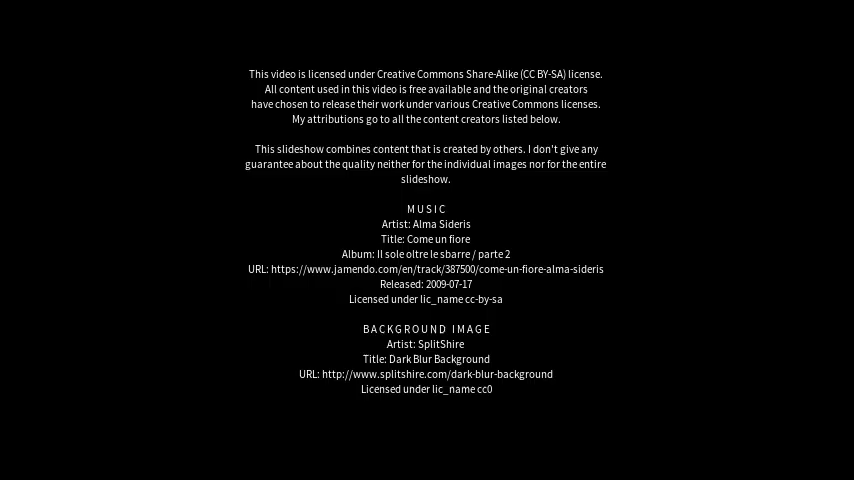 This video is licensed under Creative Commons Share-Alike (CC BY-SA) license.
All content used in this video is free available and the original creators
have chosen to release their work under various Creative Commons licenses.
My attributions go to all the content creators listed below.
This slideshow combines content that is created by others. I don't give any
guarantee about the quality neither for the individual images nor for the entire
slideshow.
MUSIC
Artist: Alma Sideris
Title: Come un fiore
Album: Il sole oltre le sbarre / parte 2
URL: https://www.jamendo.com/en/track/387500/come-un-fiore-alma-sideris
Released: 2009-07-17
Licensed under lic_name cc-by-sa
BACKGROUND IMAGE
Artist: SplitShire
Title: Dark Blur Background
URL: http://www.splitshire.com/dark-blur-background
Licensed under lic_name cc0